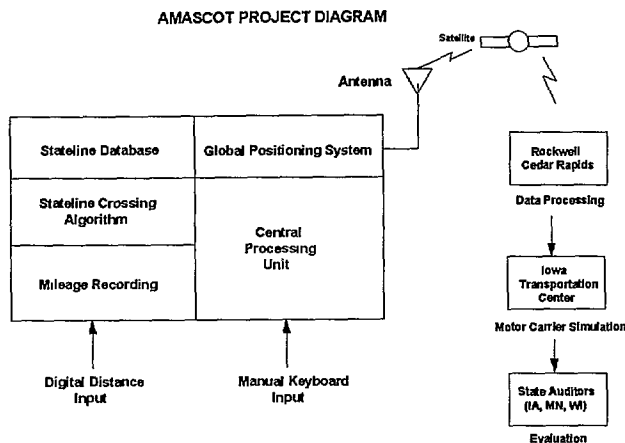 AMASCOT PROJECT DIAGRAM
Satellite
Antenna
Stateline Database
Global Positioning System
Stateline Crossing
Algorithm
Central
Processing
Unit
Mileage Recording
Digital Distance
Input
Manual Keyboard
Input
Rockwell
Cedar Rapids
Data Processing
Iowa
Transportation
Center
Motor Carrier Simulation
State Auditors
(IA, MN, WI)
Evaluation